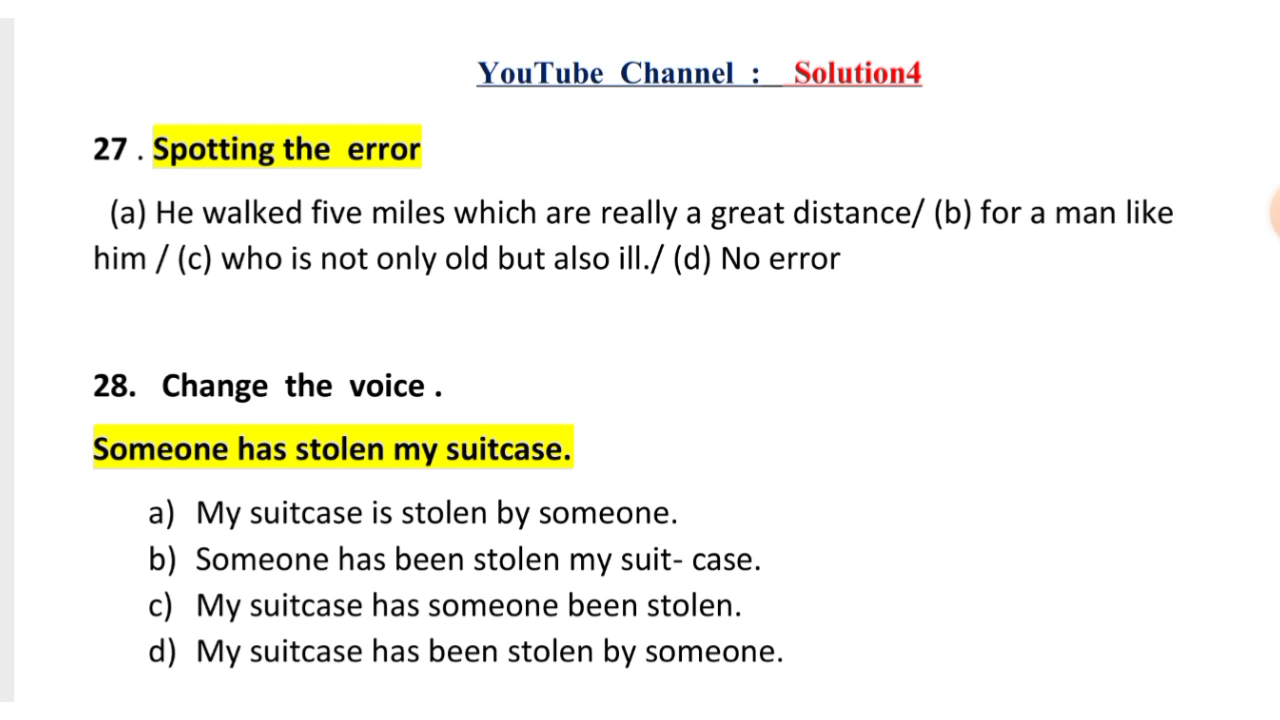 YouTube Channel : Solution4
27 . Spotting the error
(a) He walked five miles which are really a great distance/ (b) for a man like
him / (c) who is not only old but also ill./ (d) No error
28. Change the voice .
Someone has stolen my suitcase.
a) My suitcase is stolen by someone.
b) Someone has been stolen my suit- case.
c) My suitcase has someone been stolen.
d) My suitcase has been stolen by someone.